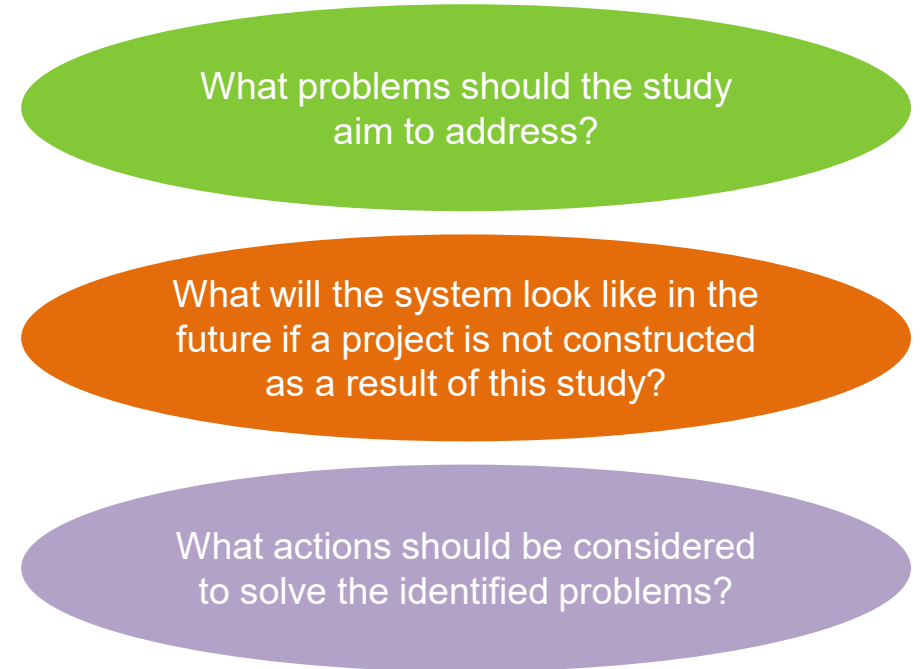 What problems should the study
aim to address?
What will the system look like in the
future if a project is not constructed
as a result of this study?
What actions should be considered
to solve the identified problems?